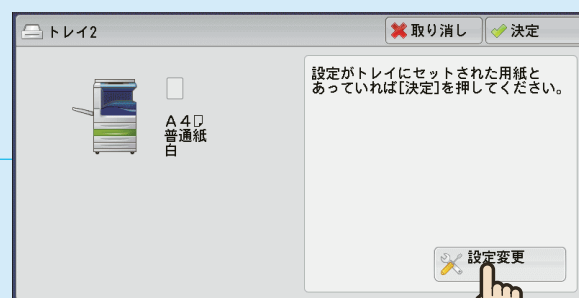 トレイ2
取り消し
決定
設定がトレイにセットされた用紙と
あっていれば[決定]を押してください。
A4
普通紙
白
設定変更